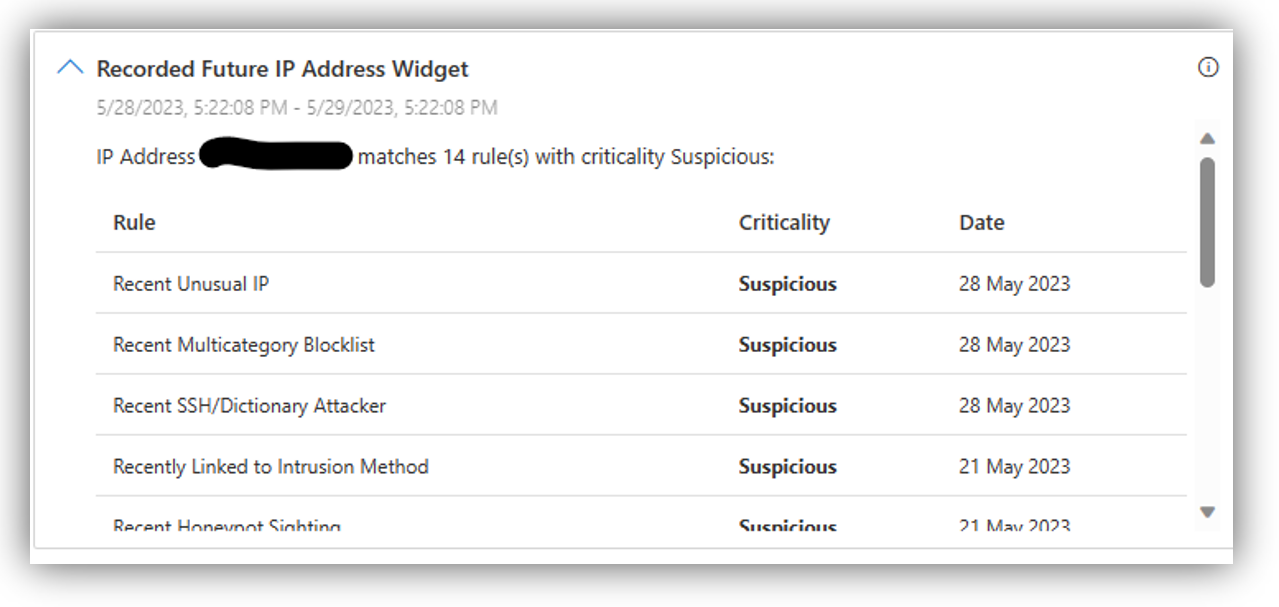 Recorded Future IP Address Widget
5/28/2023, 5:22:08 PM - 5/29/2023, 5:22:08 PM
IP Address matches 14 rule(s) with criticality Suspicious:
Rule Criticality Date
Recent Unusual IP Suspicious 28 May 2023
Recent Multicategory Blocklist Suspicious 28 May 2023
Recent SSH/Dictionary Attacker Suspicious 28 May 2023
Recently Linked to Intrusion Method Suspicious 21 May 2023
Recent Honeypot Sighting Suspicious 21 May 2023